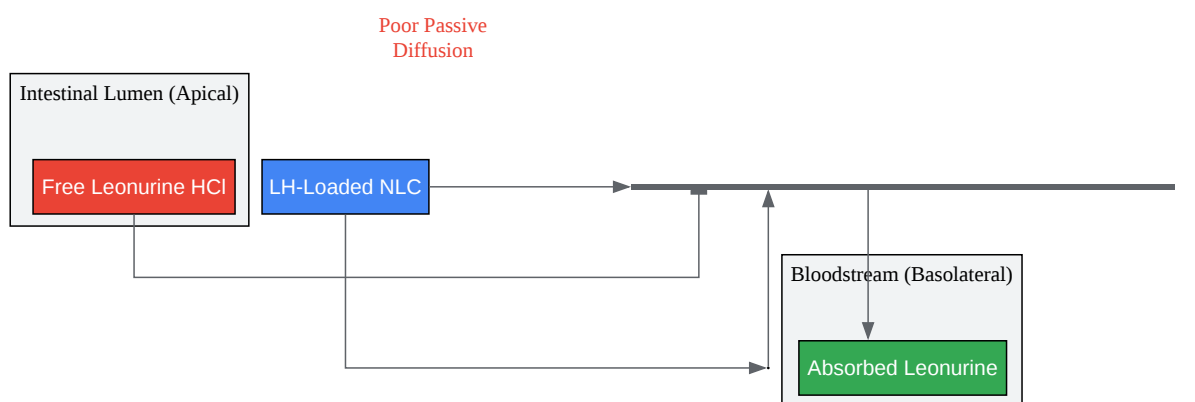 Poor Passive
Diffusion
Intestinal Lumen (Apical)
Free Leonurine HCl
LH-Loaded NLC
Bloodstream (Basolateral)
Absorbed Leonurine